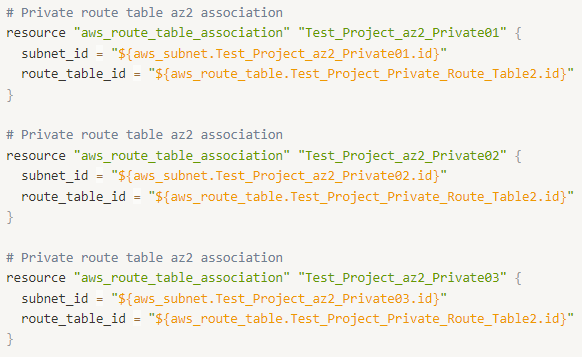 # Private route table az2 association
resource "aws_route_table_association" "Test_Project_az2_Private01" {
  subnet_id = "${aws_subnet.Test_Project_az2_Private01.id}"
  route_table_id = "${aws_route_table.Test_Project_Private_Route_Table2.id}"
}

# Private route table az2 association
resource "aws_route_table_association" "Test_Project_az2_Private02" {
  subnet_id = "${aws_subnet.Test_Project_az2_Private02.id}"
  route_table_id = "${aws_route_table.Test_Project_Private_Route_Table2.id}"
}

# Private route table az2 association
resource "aws_route_table_association" "Test_Project_az2_Private03" {
  subnet_id = "${aws_subnet.Test_Project_az2_Private03.id}"
  route_table_id = "${aws_route_table.Test_Project_Private_Route_Table2.id}"
}